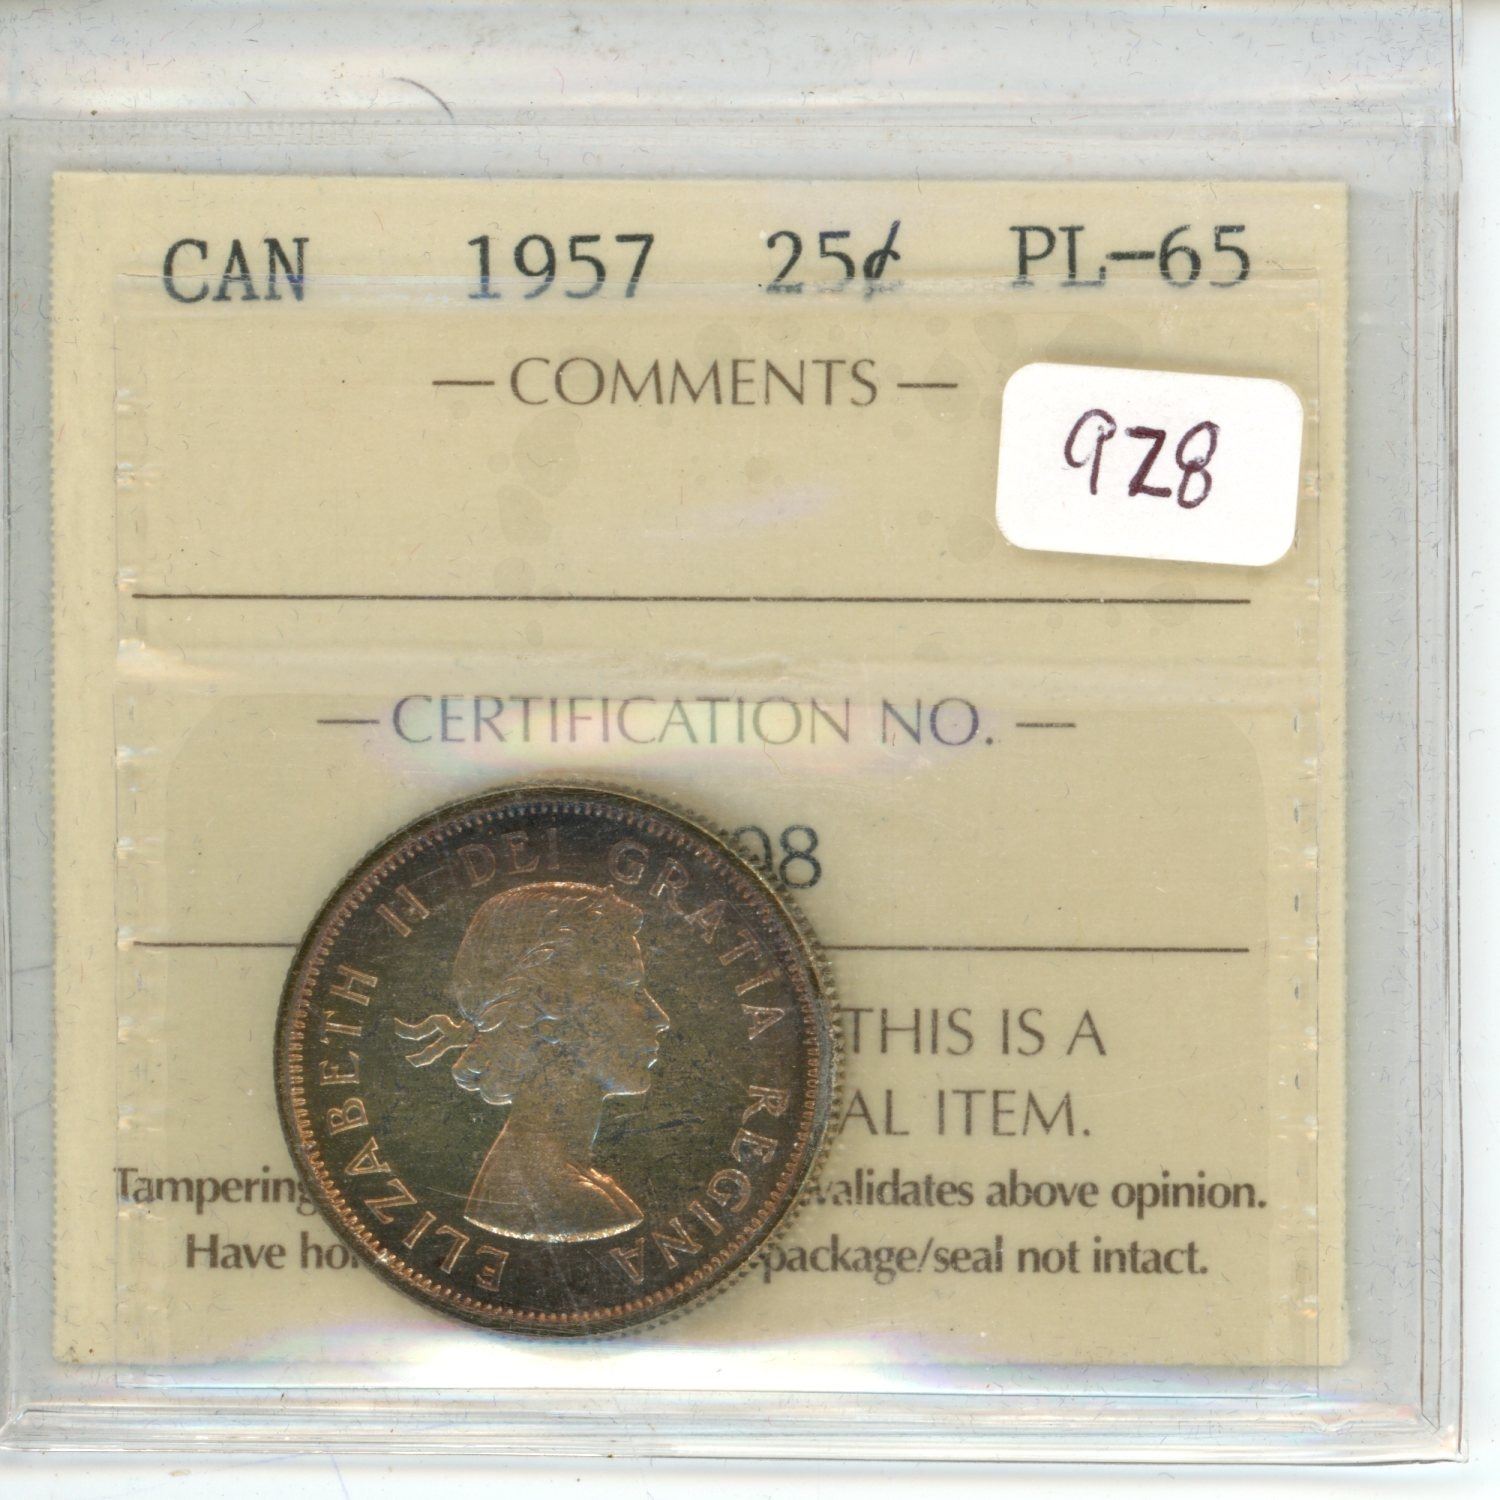 CAN 1957 25¢ PL-65
— COMMENTS —
928
— CERTIFICATION NO. —
98
THIS IS A
AL ITEM.
Tampering validates above opinion.
Have package/seal not intact.
ELIZABETH II DEI GRATIA REGINA